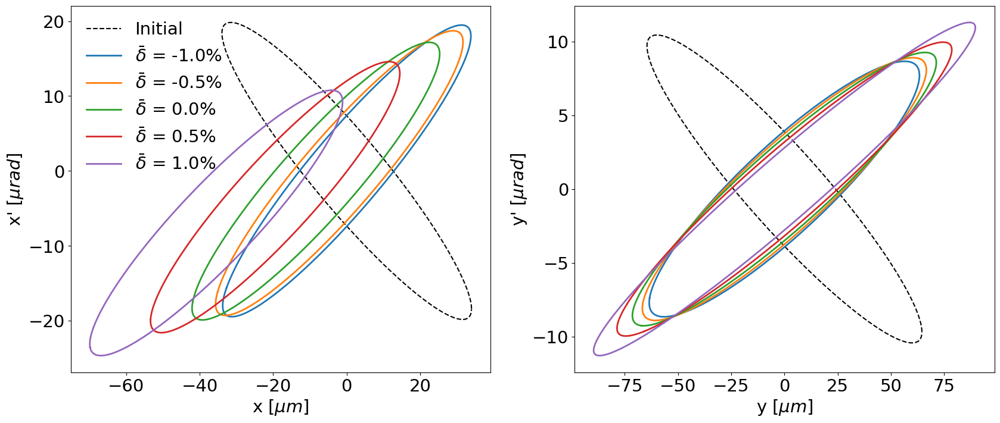 20
10
0
−10
−20
x' [μrad]
Initial
δ̄ = -1.0%
δ̄ = -0.5%
δ̄ = 0.0%
δ̄ = 0.5%
δ̄ = 1.0%
−60 −40 −20 0 20
x [μm]
10
5
0
−5
−10
y' [μrad]
−75 −50 −25 0 25 50 75
y [μm]